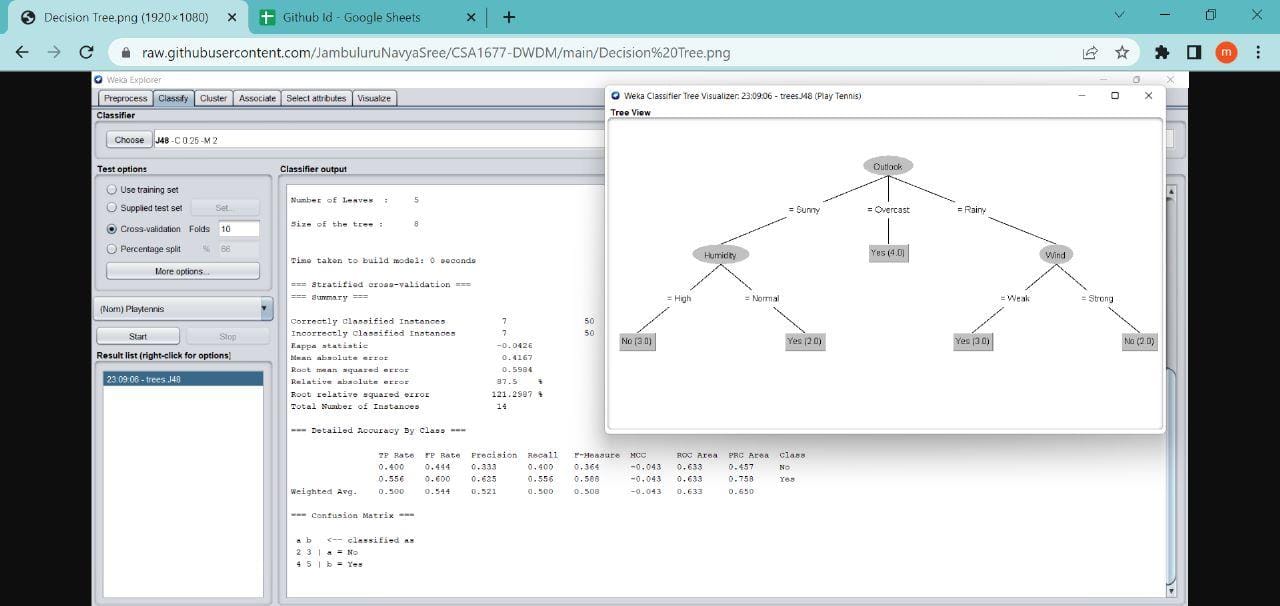 Decision Tree.png (1920×1080)
Github Id - Google Sheets
raw.githubusercontent.com/JambuluruNavyaSree/CSA1677-DWDM/main/Decision%20Tree.png
m
Weka Explorer
Preprocess Classify Cluster Associate Select attributes Visualize
Classifier
Choose J48 -C 0.25 -M 2
Test options
Use training set
Supplied test set Set...
Cross-validation Folds 10
Percentage split % 66
More options...
(Nom) Playtennis
Start Stop
Result list (right-click for options)
23:09:06 - trees.J48
Classifier output
Number of Leaves : 5
Size of the tree : 8
Time taken to build model: 0 seconds
=== Stratified cross-validation ===
=== Summary ===
Correctly Classified Instances 7 50
Incorrectly Classified Instances 7 50
Kappa statistic -0.0426
Mean absolute error 0.4167
Root mean squared error 0.5984
Relative absolute error 87.5 %
Root relative squared error 121.2987 %
Total Number of Instances 14
=== Detailed Accuracy By Class ===
TP Rate FP Rate Precision Recall F-Measure MCC ROC Area PRC Area Class
0.400 0.444 0.333 0.400 0.364 -0.043 0.633 0.457 No
0.556 0.600 0.625 0.556 0.588 -0.043 0.633 0.758 Yes
Weighted Avg. 0.500 0.544 0.521 0.500 0.508 -0.043 0.633 0.650
=== Confusion Matrix ===
a b <-- classified as
2 3 | a = No
4 5 | b = Yes
Weka Classifier Tree Visualizer: 23:09:06 - trees.J48 (Play Tennis)
Tree View
Outlook
= Sunny = Overcast = Rainy
Humidity Yes (4.0) Wind
= High = Normal = Weak = Strong
No (3.0) Yes (2.0) Yes (3.0) No (2.0)